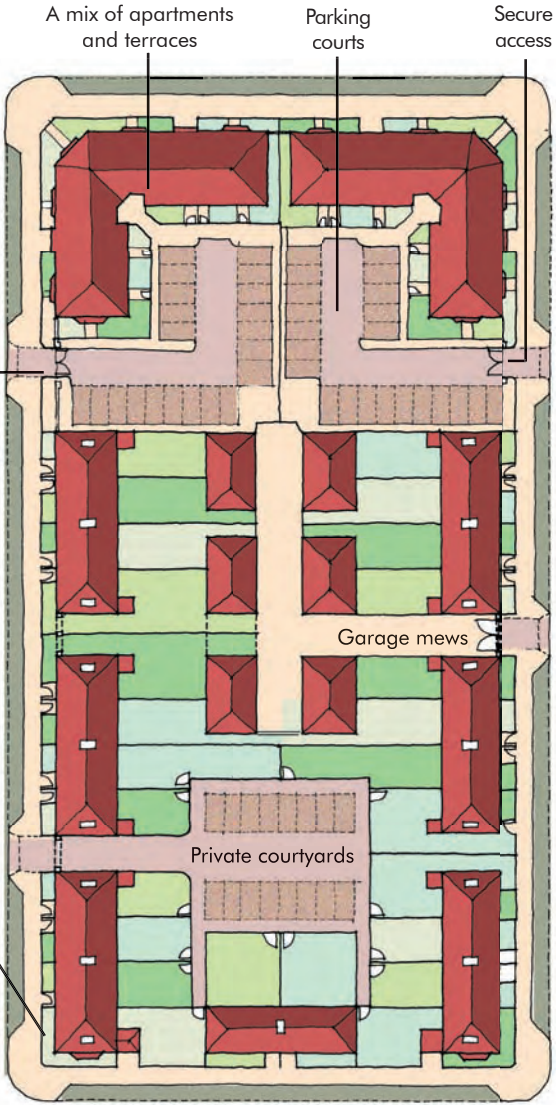 A mix of apartments
and terraces
Parking
courts
Secure
access
Garage mews
Private courtyards